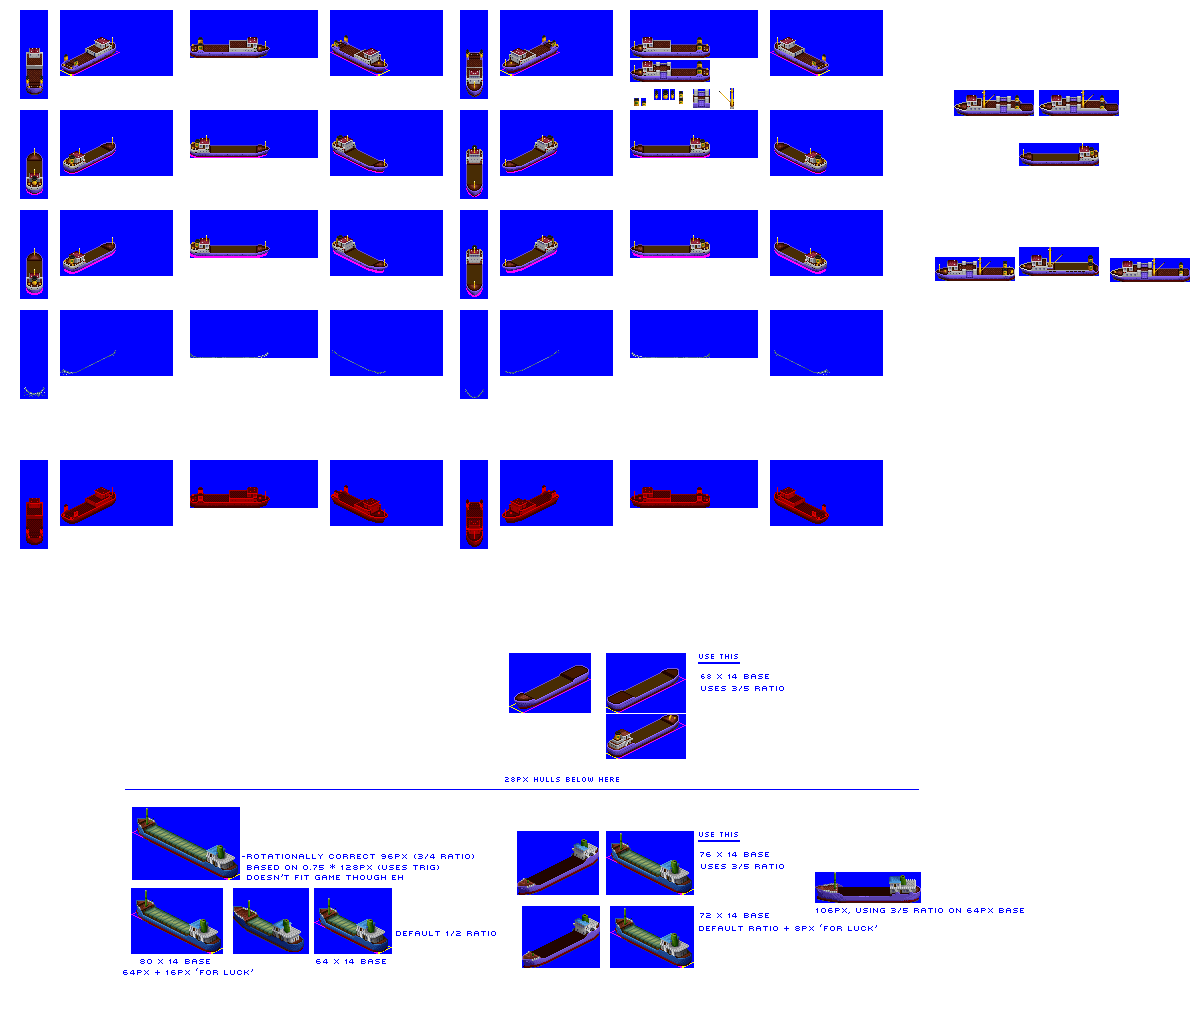 USE THIS
68 X 14 BASE
USES 3/5 RATIO
28PX HULLS BELOW HERE
-ROTATIONALLY CORRECT 96PX (3/4 RATIO)
BASED ON 0.75 * 128PX (USES TRIG)
DOESN'T FIT GAME THOUGH EH
USE THIS
76 X 14 BASE
USES 3/5 RATIO
106PX, USING 3/5 RATIO ON 64PX BASE
72 X 14 BASE
DEFAULT RATIO + 8PX 'FOR LUCK'
DEFAULT 1/2 RATIO
80 X 14 BASE
64PX + 16PX 'FOR LUCK'
64 X 14 BASE